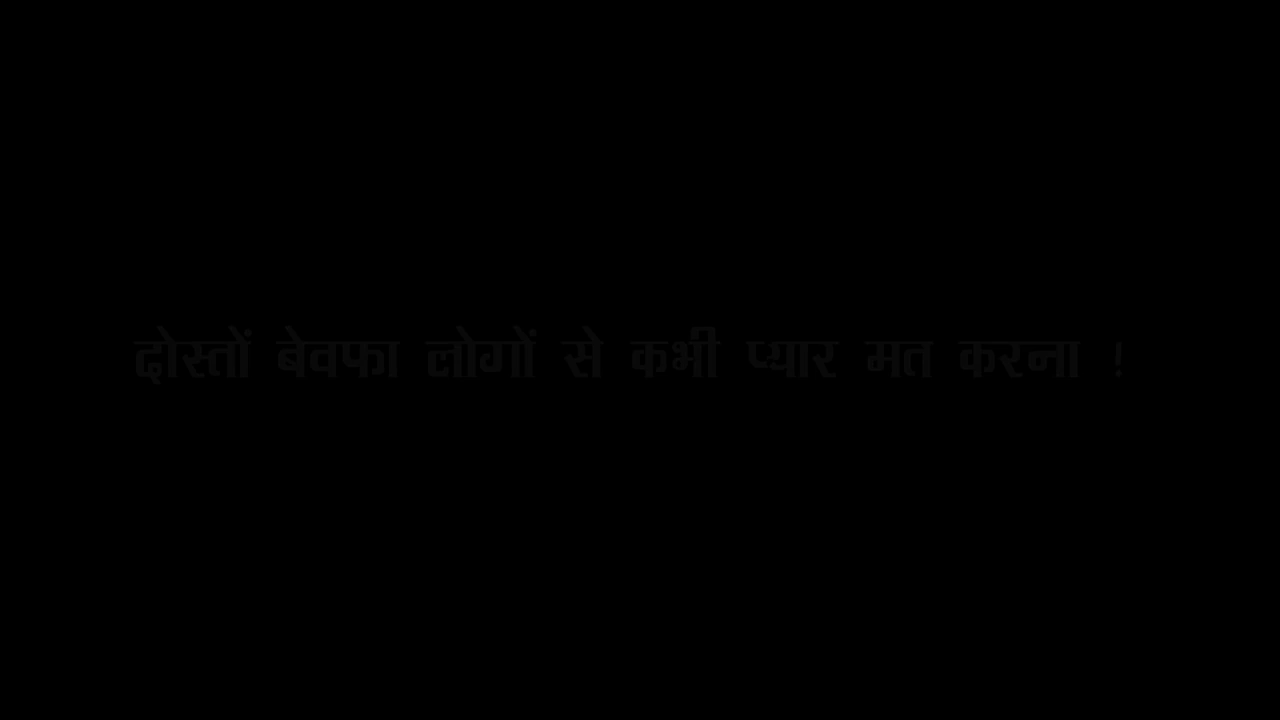 दोस्तों बेवफा लोगों से कभी प्यार मत करना !